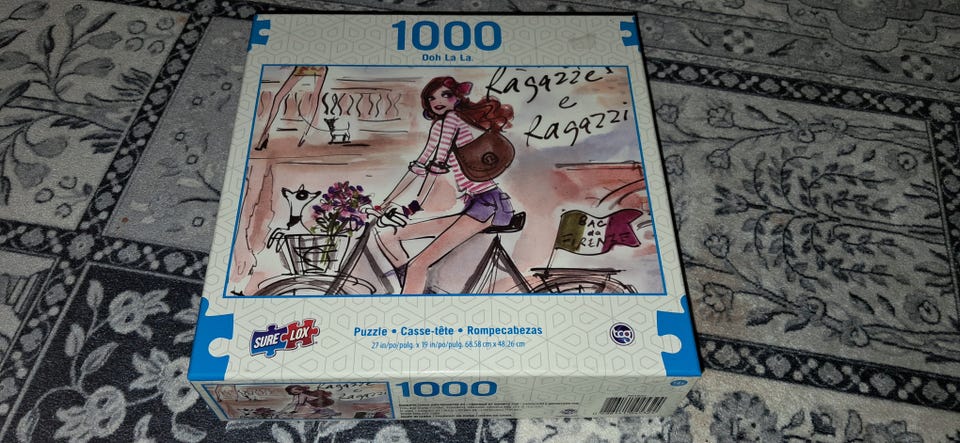 1000
Ooh La La.
Ragazze
e
Ragazzi
SURE LOX
Puzzle • Casse-tête • Rompecabezas
27 in/po/pulg. x 19 in/po/pulg. 68.58 cm x 48.26 cm
tcg
1000